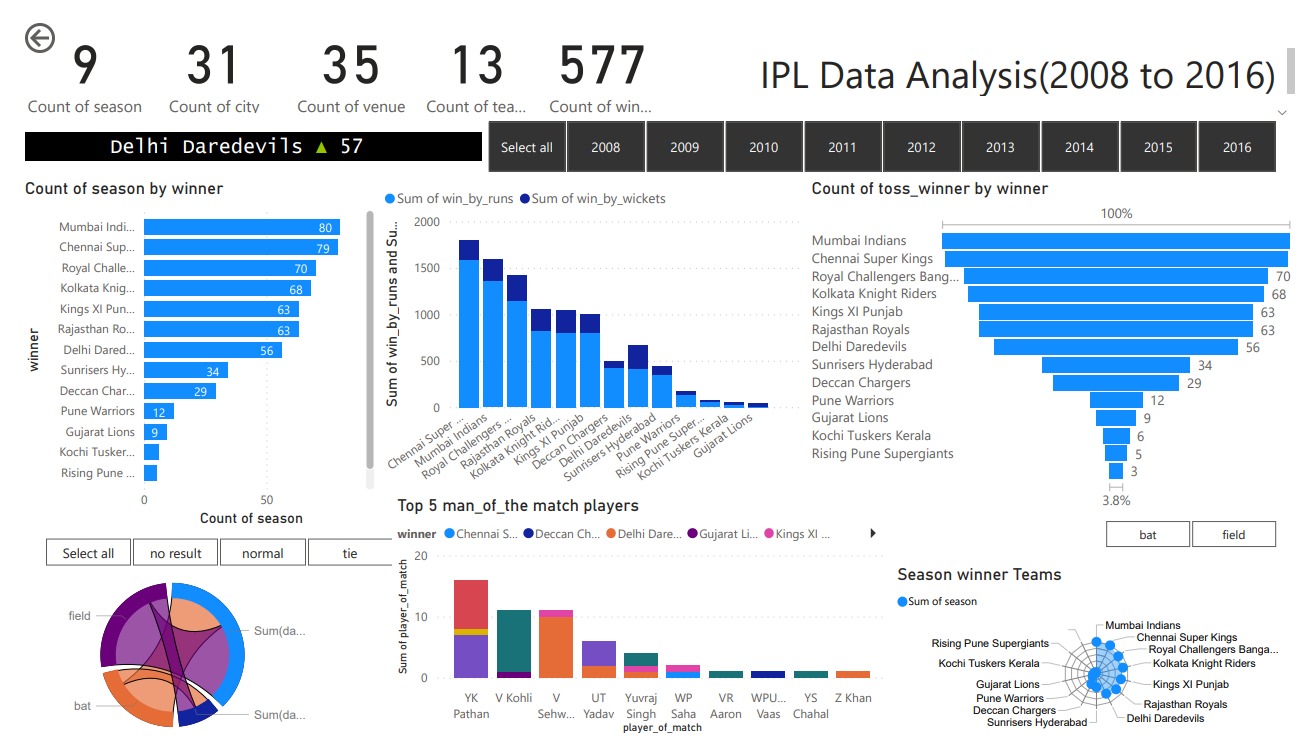 9
31
35
13
577
IPL Data Analysis(2008 to 2016)
Count of season
Count of city
Count of venue
Count of tea...
Count of win...
Delhi Daredevils ▲ 57
Select all
2008
2009
2010
2011
2012
2013
2014
2015
2016
Count of season by winner
winner
Mumbai Indi... 80
Chennai Sup... 79
Royal Challe... 70
Kolkata Knig... 68
Kings XI Pun... 63
Rajasthan Ro... 63
Delhi Dared... 56
Sunrisers Hy... 34
Deccan Char... 29
Pune Warriors 12
Gujarat Lions 9
Kochi Tusker...
Rising Pune ...
0 50
Count of season
Sum of win_by_runs Sum of win_by_wickets
Sum of win_by_runs and Su...
2000
1500
1000
500
0
Chennai Super ...
Mumbai Indians
Royal Challengers ...
Rajasthan Royals
Kolkata Knight Rid...
Kings XI Punjab
Deccan Chargers
Delhi Daredevils
Sunrisers Hyderabad
Pune Warriors
Rising Pune Super...
Kochi Tuskers Kerala
Gujarat Lions
Count of toss_winner by winner
100%
Mumbai Indians
Chennai Super Kings
Royal Challengers Bang... 70
Kolkata Knight Riders 68
Kings XI Punjab 63
Rajasthan Royals 63
Delhi Daredevils 56
Sunrisers Hyderabad 34
Deccan Chargers 29
Pune Warriors 12
Gujarat Lions 9
Kochi Tuskers Kerala 6
Rising Pune Supergiants 5
3
3.8%
Select all
no result
normal
tie
field
bat
Sum(da...
Sum(da...
Top 5 man_of_the match players
winner Chennai S... Deccan Ch... Delhi Dare... Gujarat Li... Kings XI ...
Sum of player_of_match
20
10
0
YK Pathan
V Kohli
V Sehw...
UT Yadav
Yuvraj Singh
WP Saha
VR Aaron
WPU... Vaas
YS Chahal
Z Khan
player_of_match
bat
field
Season winner Teams
Sum of season
Mumbai Indians
Chennai Super Kings
Royal Challengers Banga...
Kolkata Knight Riders
Kings XI Punjab
Rajasthan Royals
Delhi Daredevils
Sunrisers Hyderabad
Deccan Chargers
Pune Warriors
Gujarat Lions
Kochi Tuskers Kerala
Rising Pune Supergiants